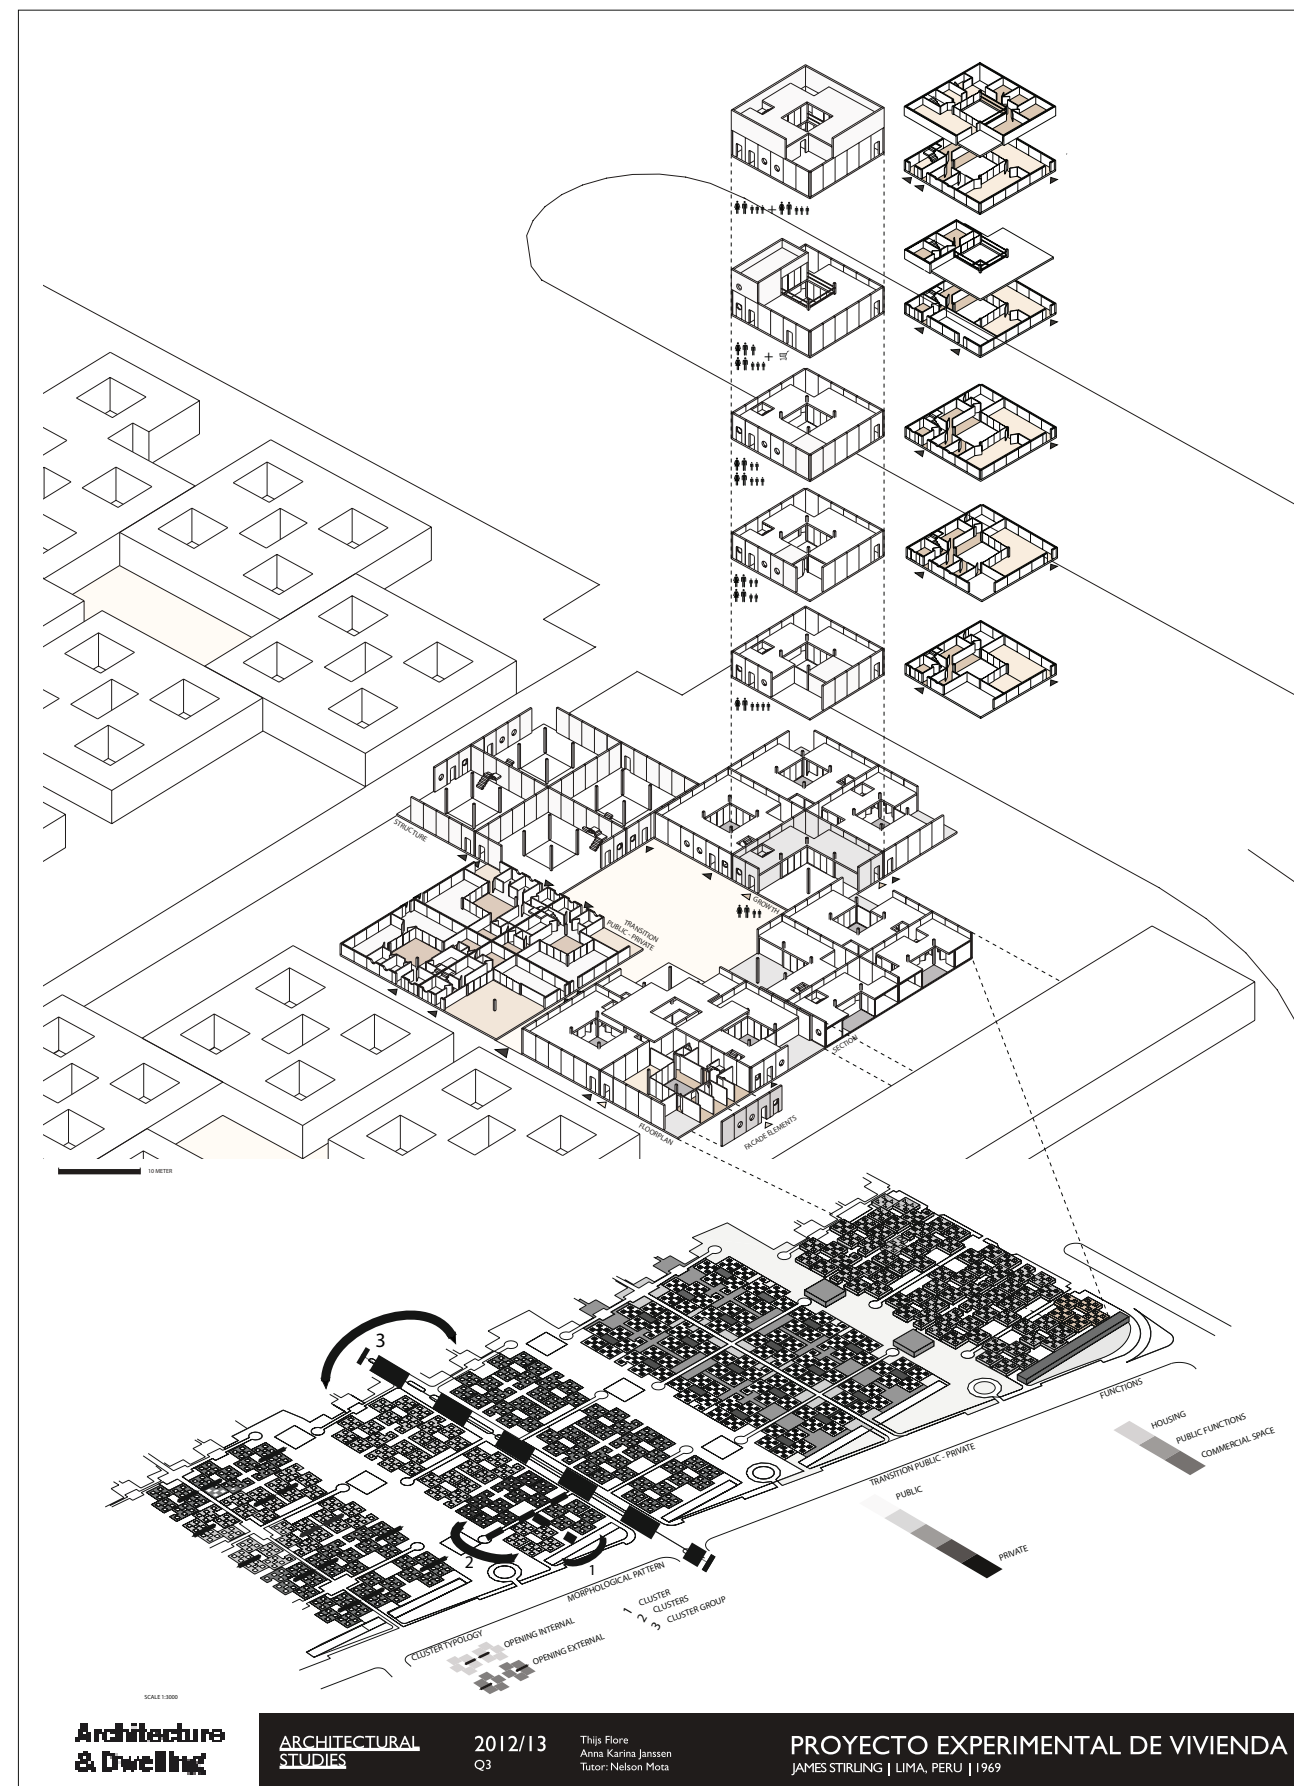 STRUCTURE
TRANSITION
PUBLIC - PRIVATE
GROWTH
SECTION
FLOORPLAN
FACADE ELEMENTS
10 METER
3
2
1
FUNCTIONS
HOUSING
PUBLIC FUNCTIONS
COMMERCIAL SPACE
TRANSITION PUBLIC - PRIVATE
PUBLIC
PRIVATE
MORPHOLOGICAL PATTERN
1 CLUSTER
2 CLUSTERS
3 CLUSTER GROUP
CLUSTER TYPOLOGY
OPENING INTERNAL
OPENING EXTERNAL
SCALE 1:3000
Architecture
& Dwelling
ARCHITECTURAL
STUDIES
2012/13
Q3
Thijs Flore
Anna Karina Janssen
Tutor: Nelson Mota
PROYECTO EXPERIMENTAL DE VIVIENDA
JAMES STIRLING | LIMA, PERU | 1969